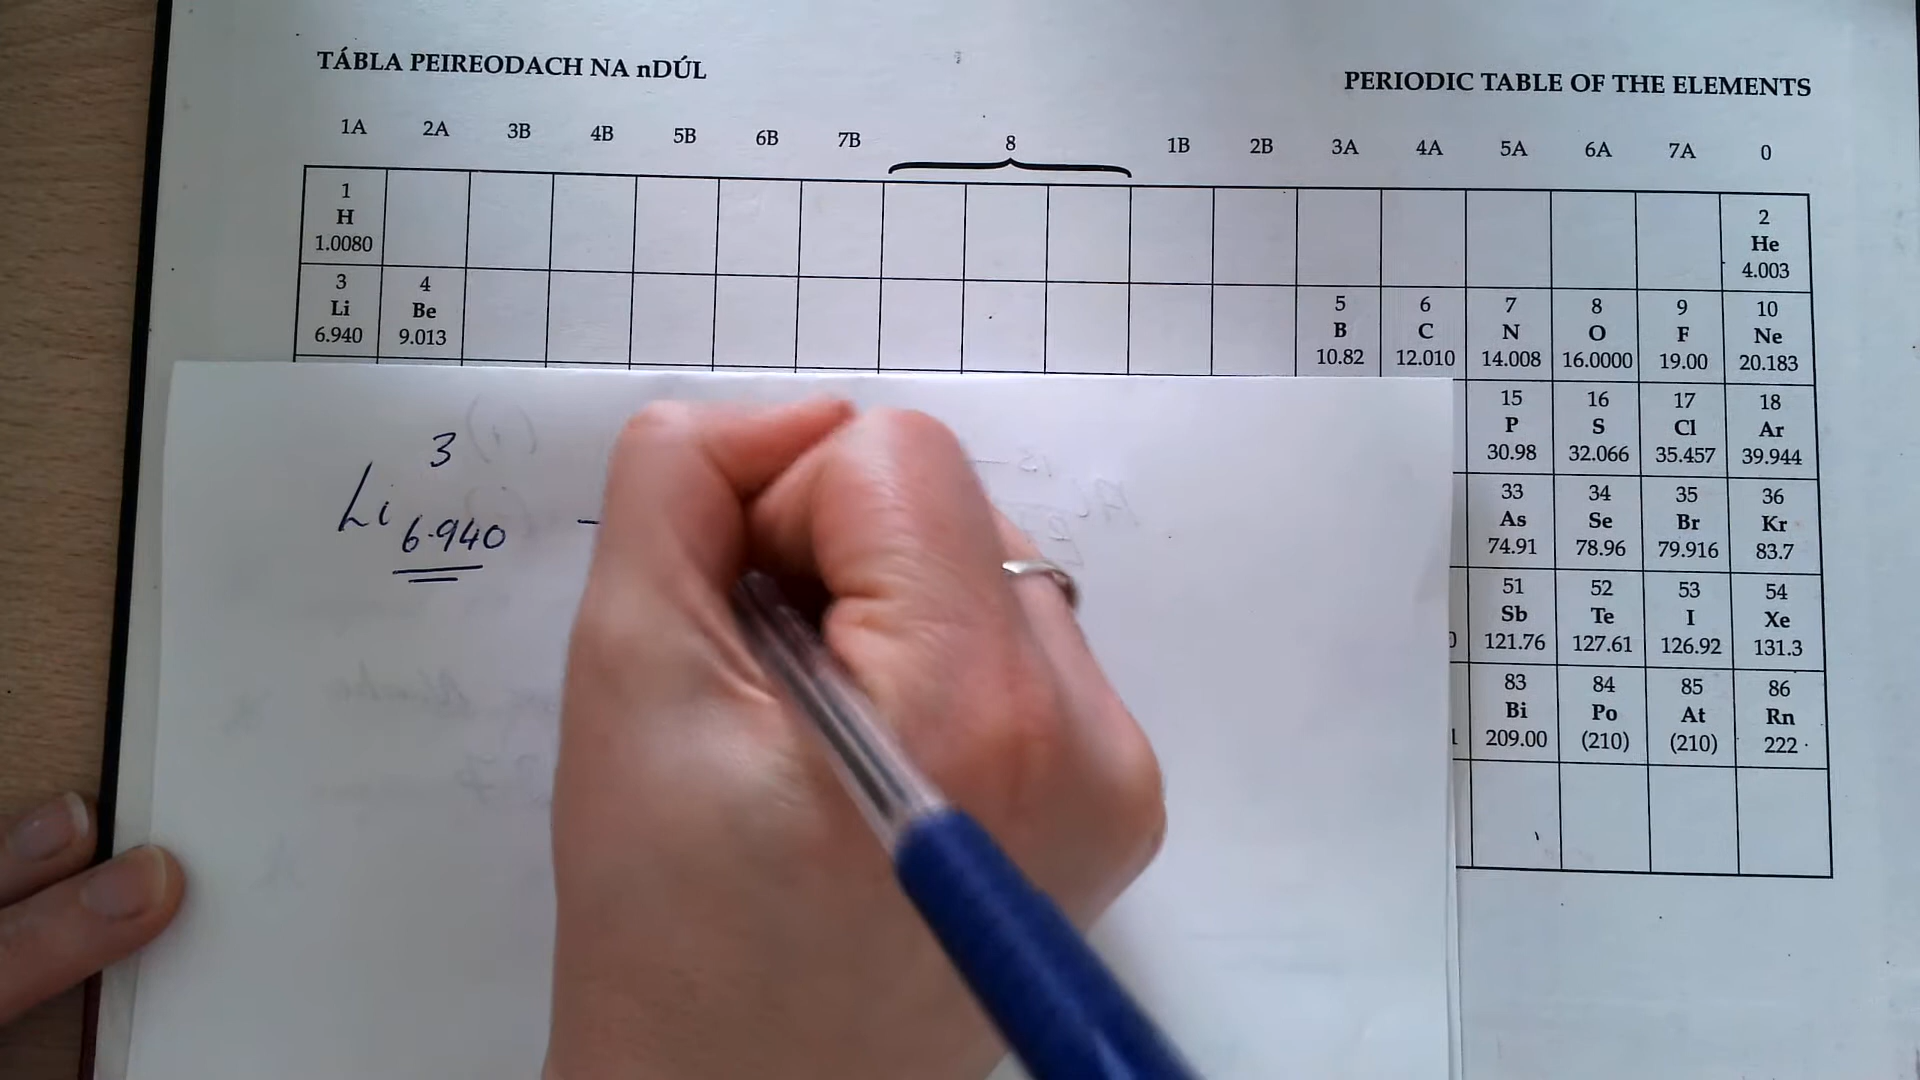 TÁBLA PEIREODACH NA nDÚL
PERIODIC TABLE OF THE ELEMENTS
1A 2A 3B 4B 5B 6B 7B 8 1B 2B 3A 4A 5A 6A 7A 0
1 2
H He
1.0080 4.003
3 4 5 6 7 8 9 10
Li Be B C N O F Ne
6.940 9.013 10.82 12.010 14.008 16.0000 19.00 20.183
15 16 17 18
P S Cl Ar
30.98 32.066 35.457 39.944
33 34 35 36
As Se Br Kr
74.91 78.96 79.916 83.7
51 52 53 54
Sb Te I Xe
121.76 127.61 126.92 131.3
83 84 85 86
Bi Po At Rn
209.00 (210) (210) 222
3
Li
6.940